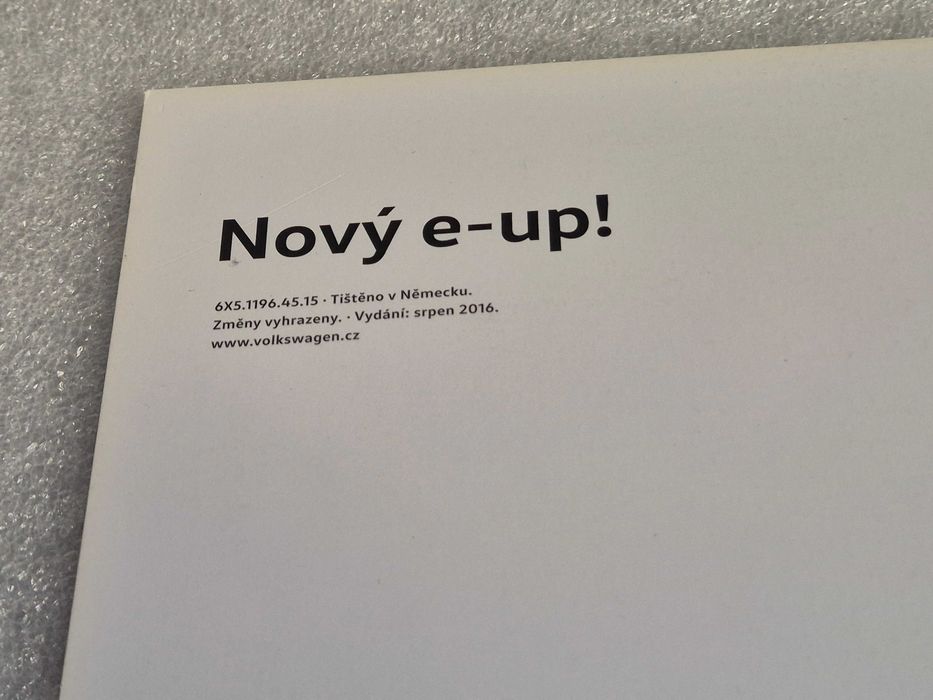 Nový e-up!
6X5.1196.45.15 · Tištěno v Německu.
Změny vyhrazeny. · Vydání: srpen 2016.
www.volkswagen.cz